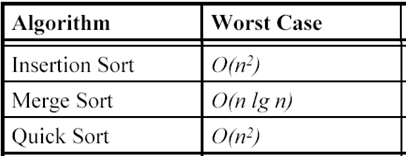 Algorithm Worst Case
Insertion Sort O(n²)
Merge Sort O(n lg n)
Quick Sort O(n²)